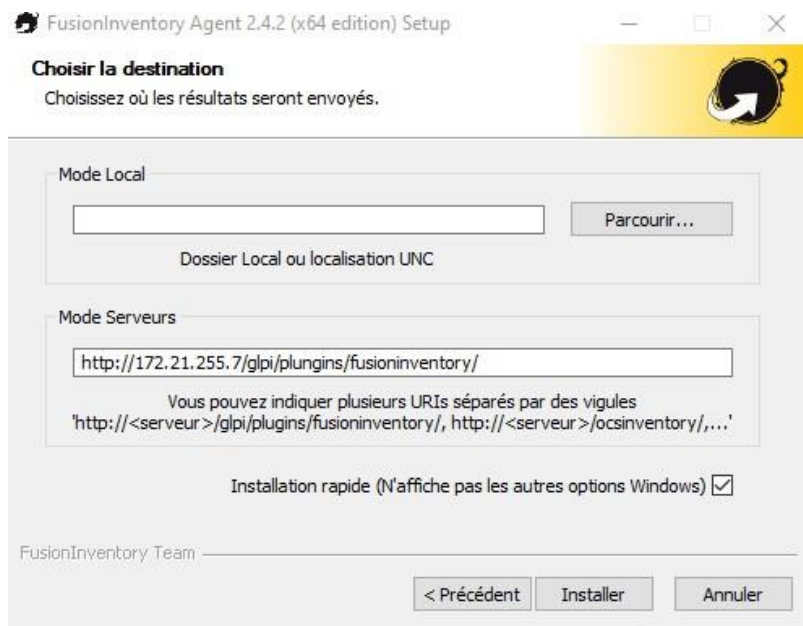 FusionInventory Agent 2.4.2 (x64 edition) Setup
Choisir la destination
Choisissez où les résultats seront envoyés.
Mode Local
Parcourir...
Dossier Local ou localisation UNC
Mode Serveurs
http://172.21.255.7/glpi/plungins/fusioninventory/
Vous pouvez indiquer plusieurs URIs séparés par des vigules
'http://<serveur>/glpi/plugins/fusioninventory/, http://<serveur>/ocsinventory/,...'
Installation rapide (N'affiche pas les autres options Windows)
FusionInventory Team
< Précédent Installer Annuler